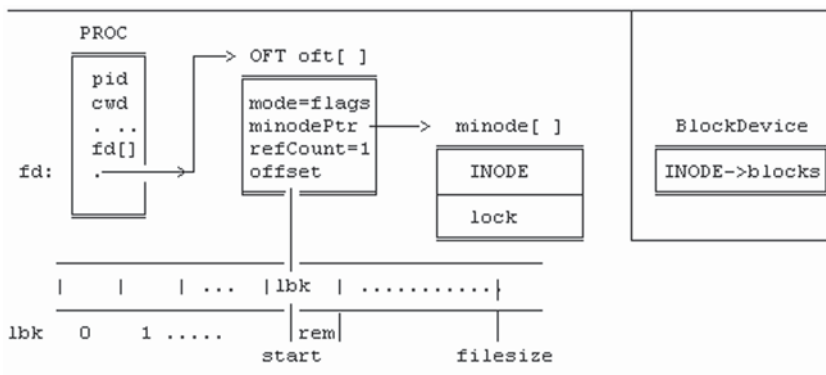 PROC
pid
cwd
. ..
fd[]
fd: .
OFT oft[ ]
mode=flags
minodePtr
refCount=1
offset
minode[ ]
INODE
lock
BlockDevice
INODE->blocks
| | | ... |lbk | ............
lbk 0 1 ..... |rem|
start filesize